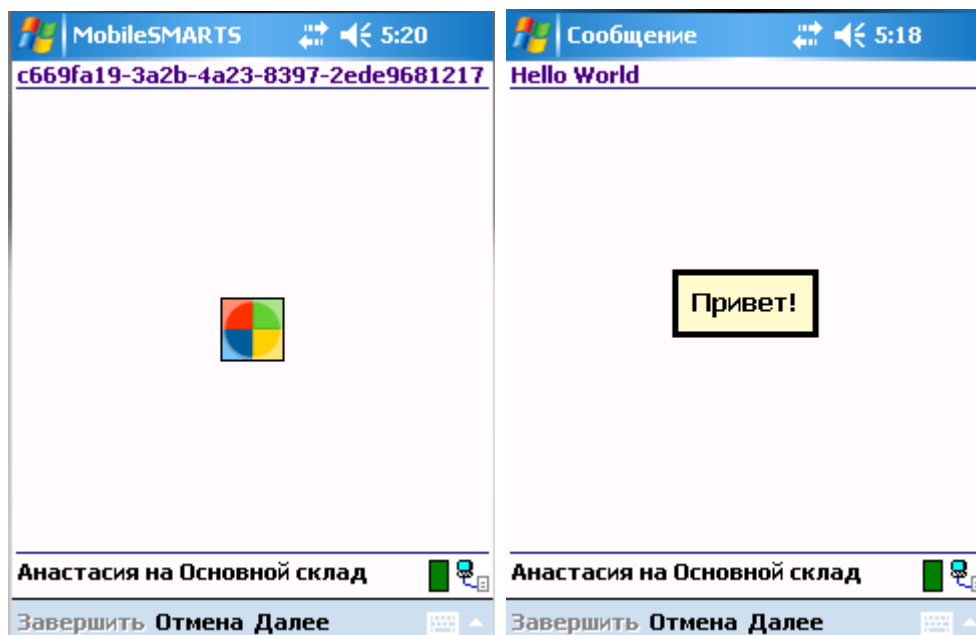 MobileSMARTS 5:20
c669fa19-3a2b-4a23-8397-2ede9681217
Анастасия на Основной склад
Завершить Отмена Далее
Сообщение 5:18
Hello World
Привет!
Анастасия на Основной склад
Завершить Отмена Далее